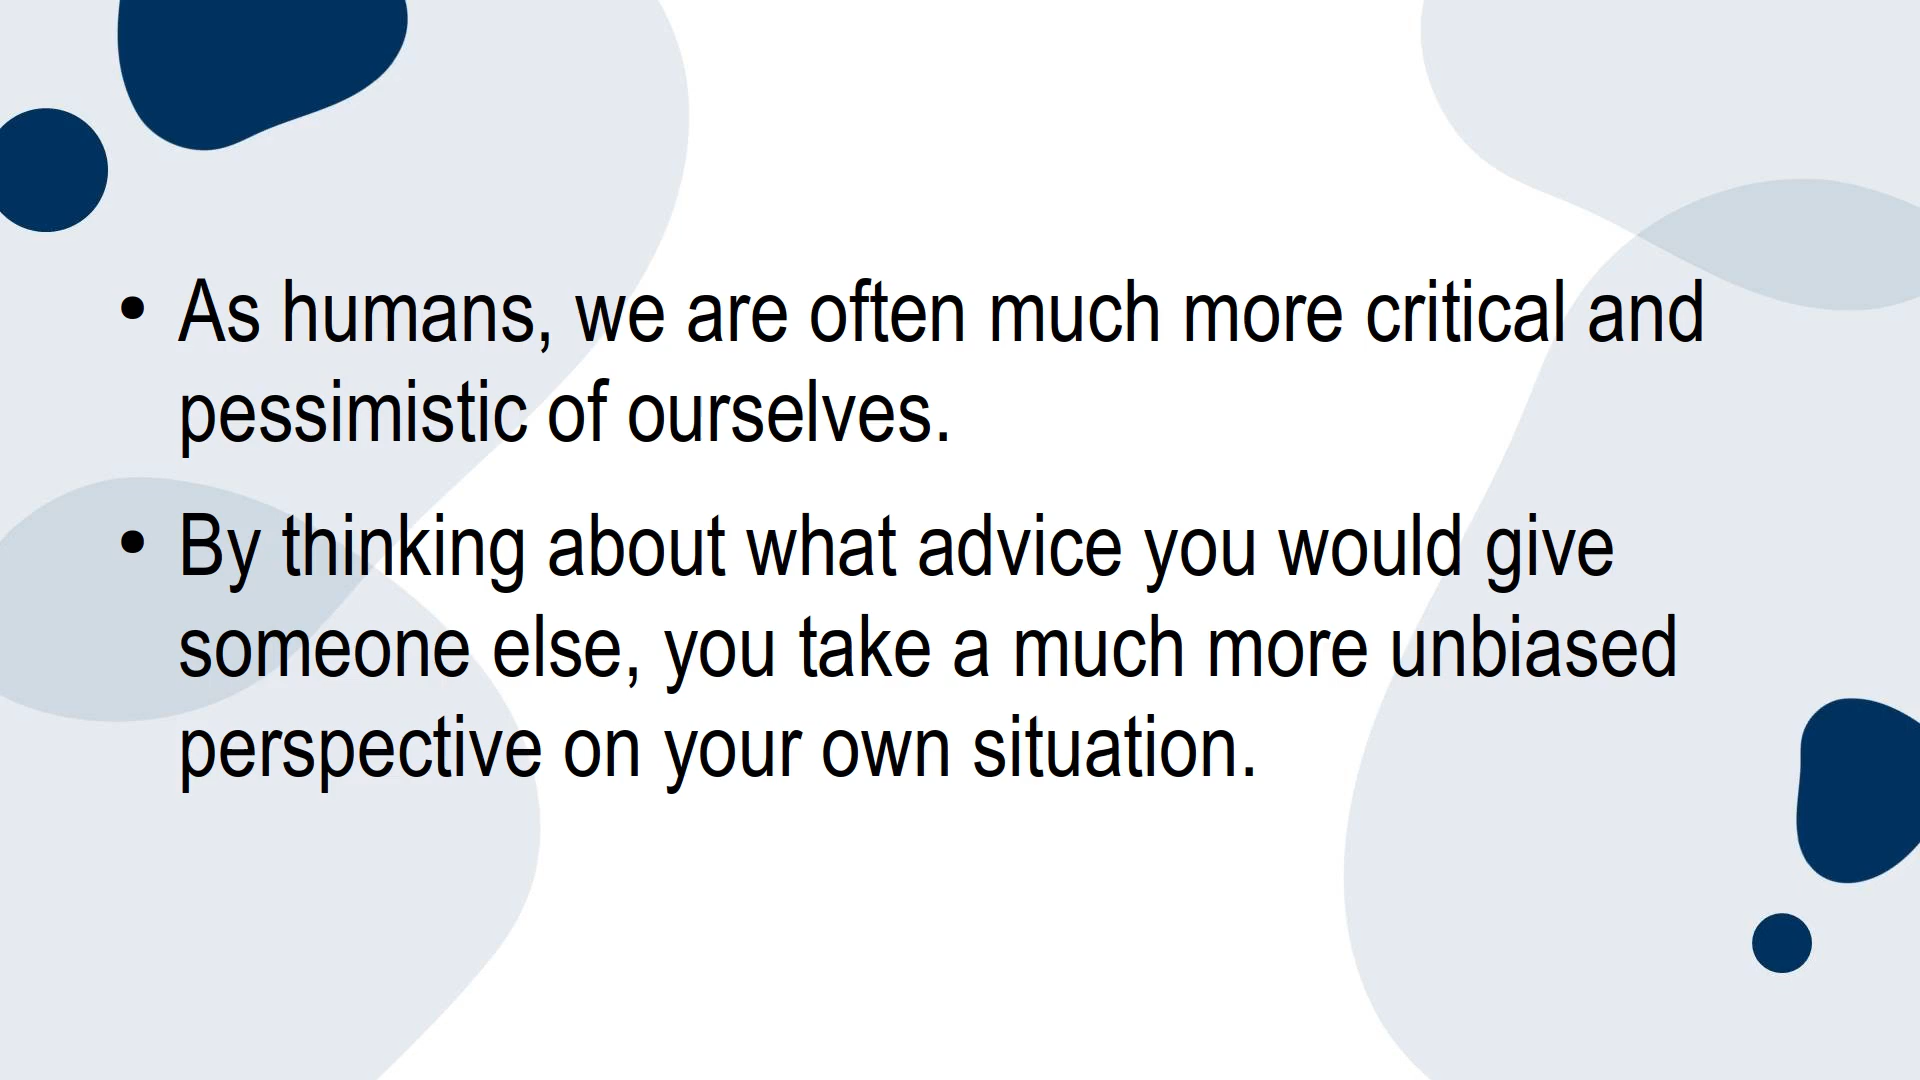 • As humans, we are often much more critical and
pessimistic of ourselves.
• By thinking about what advice you would give
someone else, you take a much more unbiased
perspective on your own situation.